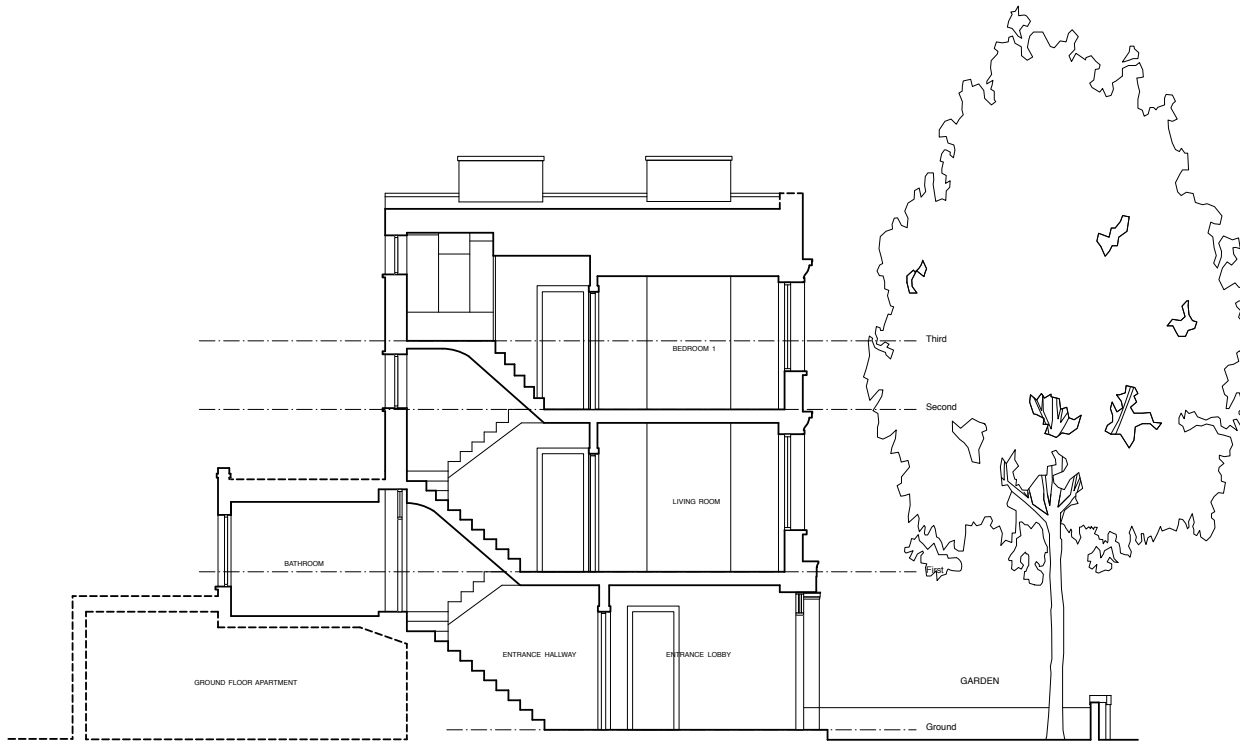 Third
BEDROOM 1
Second
LIVING ROOM
BATHROOM
First
ENTRANCE HALLWAY
ENTRANCE LOBBY
GROUND FLOOR APARTMENT
GARDEN
Ground